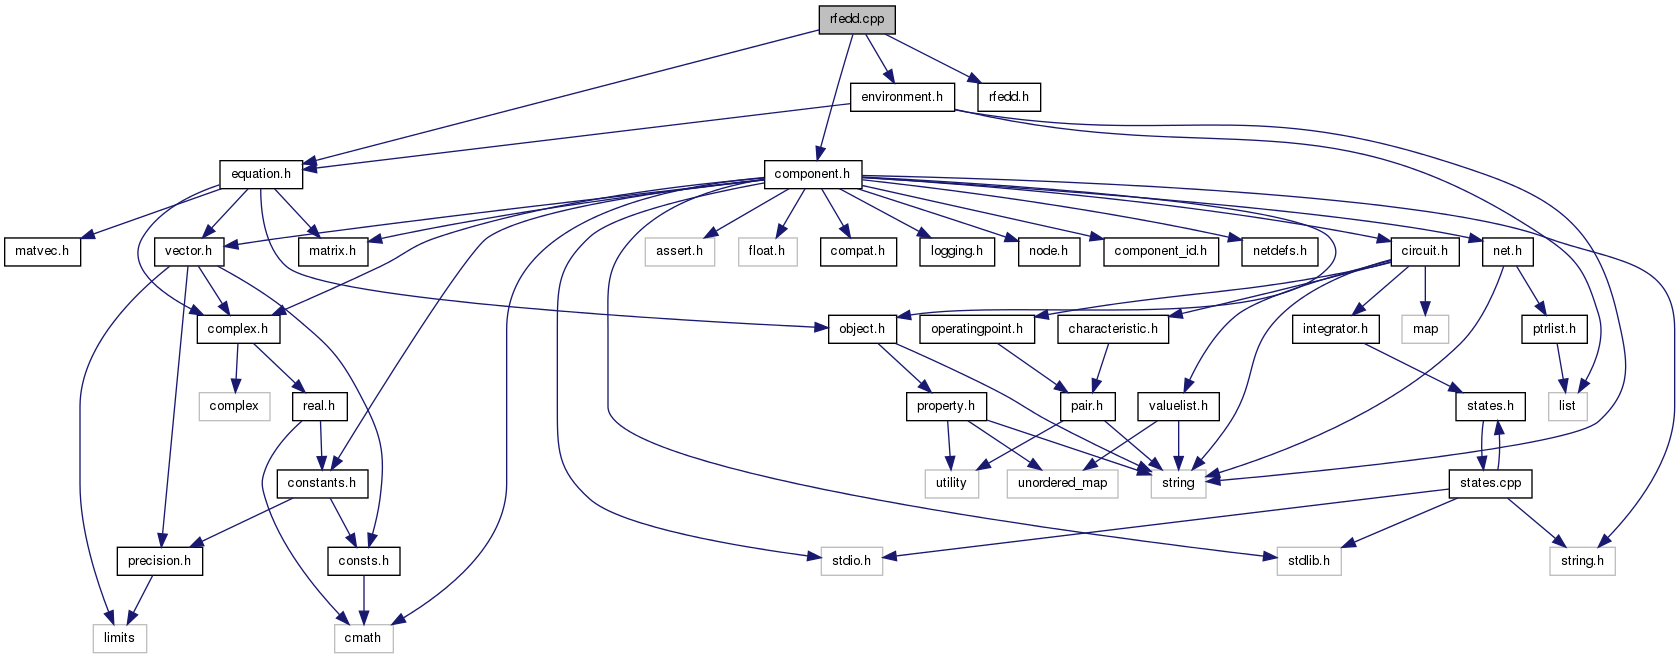 rfedd.cpp
environment.h
rfedd.h
equation.h
component.h
matvec.h
vector.h
matrix.h
assert.h
float.h
compat.h
logging.h
node.h
component_id.h
netdefs.h
circuit.h
net.h
complex.h
object.h
operatingpoint.h
characteristic.h
integrator.h
map
ptrlist.h
complex
real.h
property.h
pair.h
valuelist.h
states.h
list
constants.h
utility
unordered_map
string
states.cpp
precision.h
consts.h
stdio.h
stdlib.h
string.h
limits
cmath